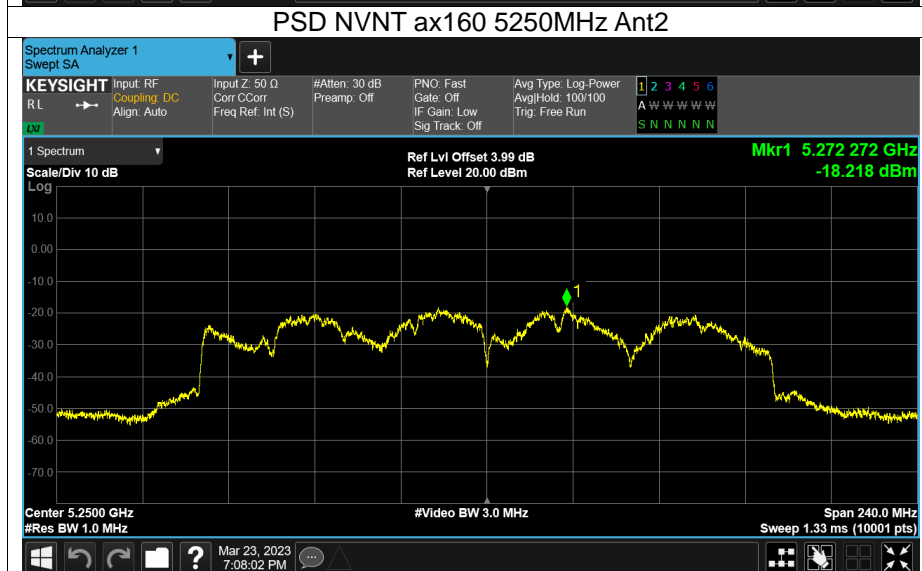 PSD NVNT ax160 5250MHz Ant2
Spectrum Analyzer 1
Swept SA
+
KEYSIGHT Input: RF Input Z: 50 Ω #Atten: 30 dB PNO: Fast Avg Type: Log-Power 1 2 3 4 5 6
RL Coupling: DC Corr CCorr Preamp: Off Gate: Off Avg|Hold: 100/100 A W W W W W
Align: Auto Freq Ref: Int (S) IF Gain: Low Trig: Free Run
LXI Sig Track: Off S N N N N N
1 Spectrum Ref Lvl Offset 3.99 dB Mkr1 5.272 272 GHz
Scale/Div 10 dB Ref Level 20.00 dBm -18.218 dBm
Log
10.0
0.00
-10.0
1
-20.0
-30.0
-40.0
-50.0
-60.0
-70.0
Center 5.2500 GHz #Video BW 3.0 MHz Span 240.0 MHz
#Res BW 1.0 MHz Sweep 1.33 ms (10001 pts)
? Mar 23, 2023
7:08:02 PM